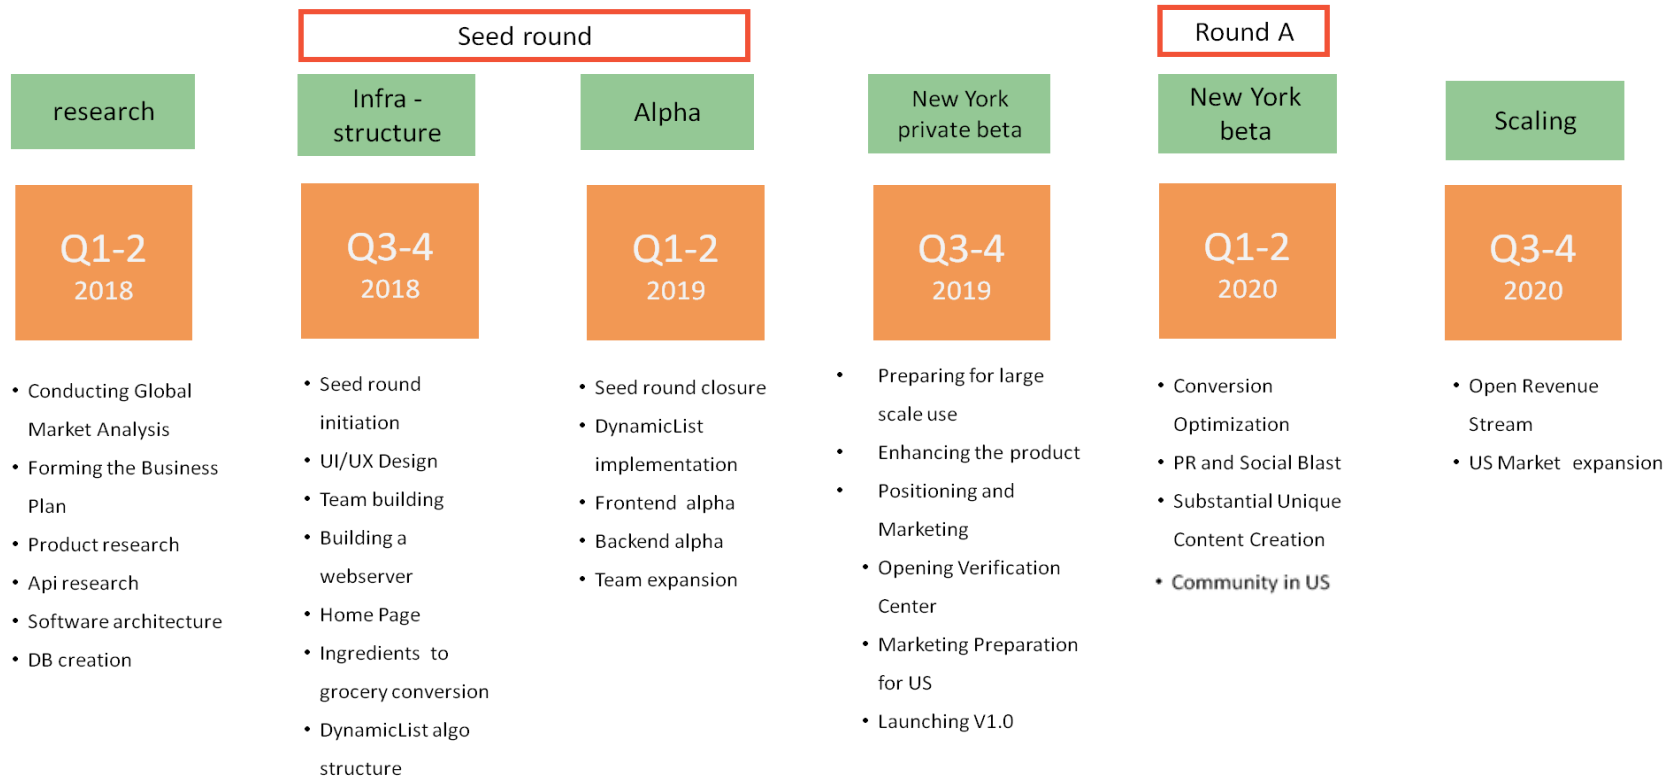 Seed round
Round A
research
Infra -
structure
Alpha
New York
private beta
New York
beta
Scaling
Q1-2
2018
Q3-4
2018
Q1-2
2019
Q3-4
2019
Q1-2
2020
Q3-4
2020
• Conducting Global
Market Analysis
• Forming the Business
Plan
• Product research
• Api research
• Software architecture
• DB creation
• Seed round
initiation
• UI/UX Design
• Team building
• Building a
webserver
• Home Page
• Ingredients to
grocery conversion
• DynamicList algo
structure
• Seed round closure
• DynamicList
implementation
• Frontend alpha
• Backend alpha
• Team expansion
• Preparing for large
scale use
• Enhancing the product
• Positioning and
Marketing
• Opening Verification
Center
• Marketing Preparation
for US
• Launching V1.0
• Conversion
Optimization
• PR and Social Blast
• Substantial Unique
Content Creation
• Community in US
• Open Revenue
Stream
• US Market expansion